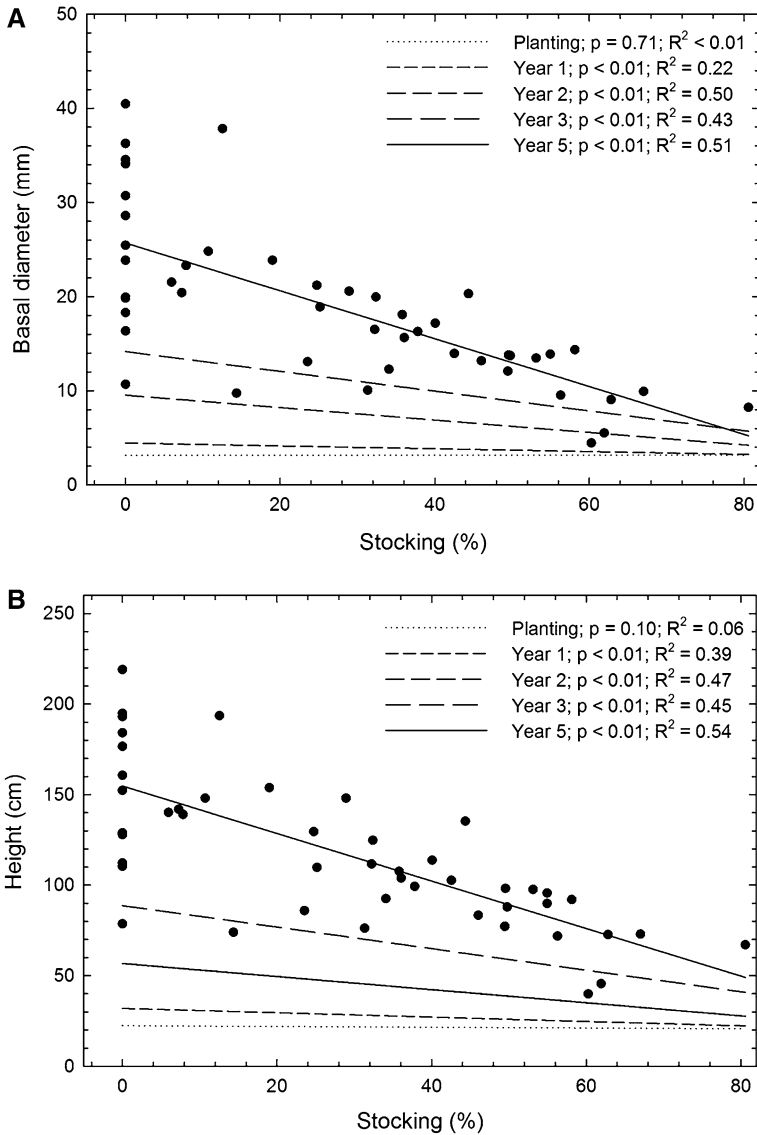 A
50
40
30
20
10
0
Basal diameter (mm)
Planting; p = 0.71; R² < 0.01
Year 1; p < 0.01; R² = 0.22
Year 2; p < 0.01; R² = 0.50
Year 3; p < 0.01; R² = 0.43
Year 5; p < 0.01; R² = 0.51
0 20 40 60 80
Stocking (%)
B
250
200
150
100
50
0
Height (cm)
Planting; p = 0.10; R² = 0.06
Year 1; p < 0.01; R² = 0.39
Year 2; p < 0.01; R² = 0.47
Year 3; p < 0.01; R² = 0.45
Year 5; p < 0.01; R² = 0.54
0 20 40 60 80
Stocking (%)